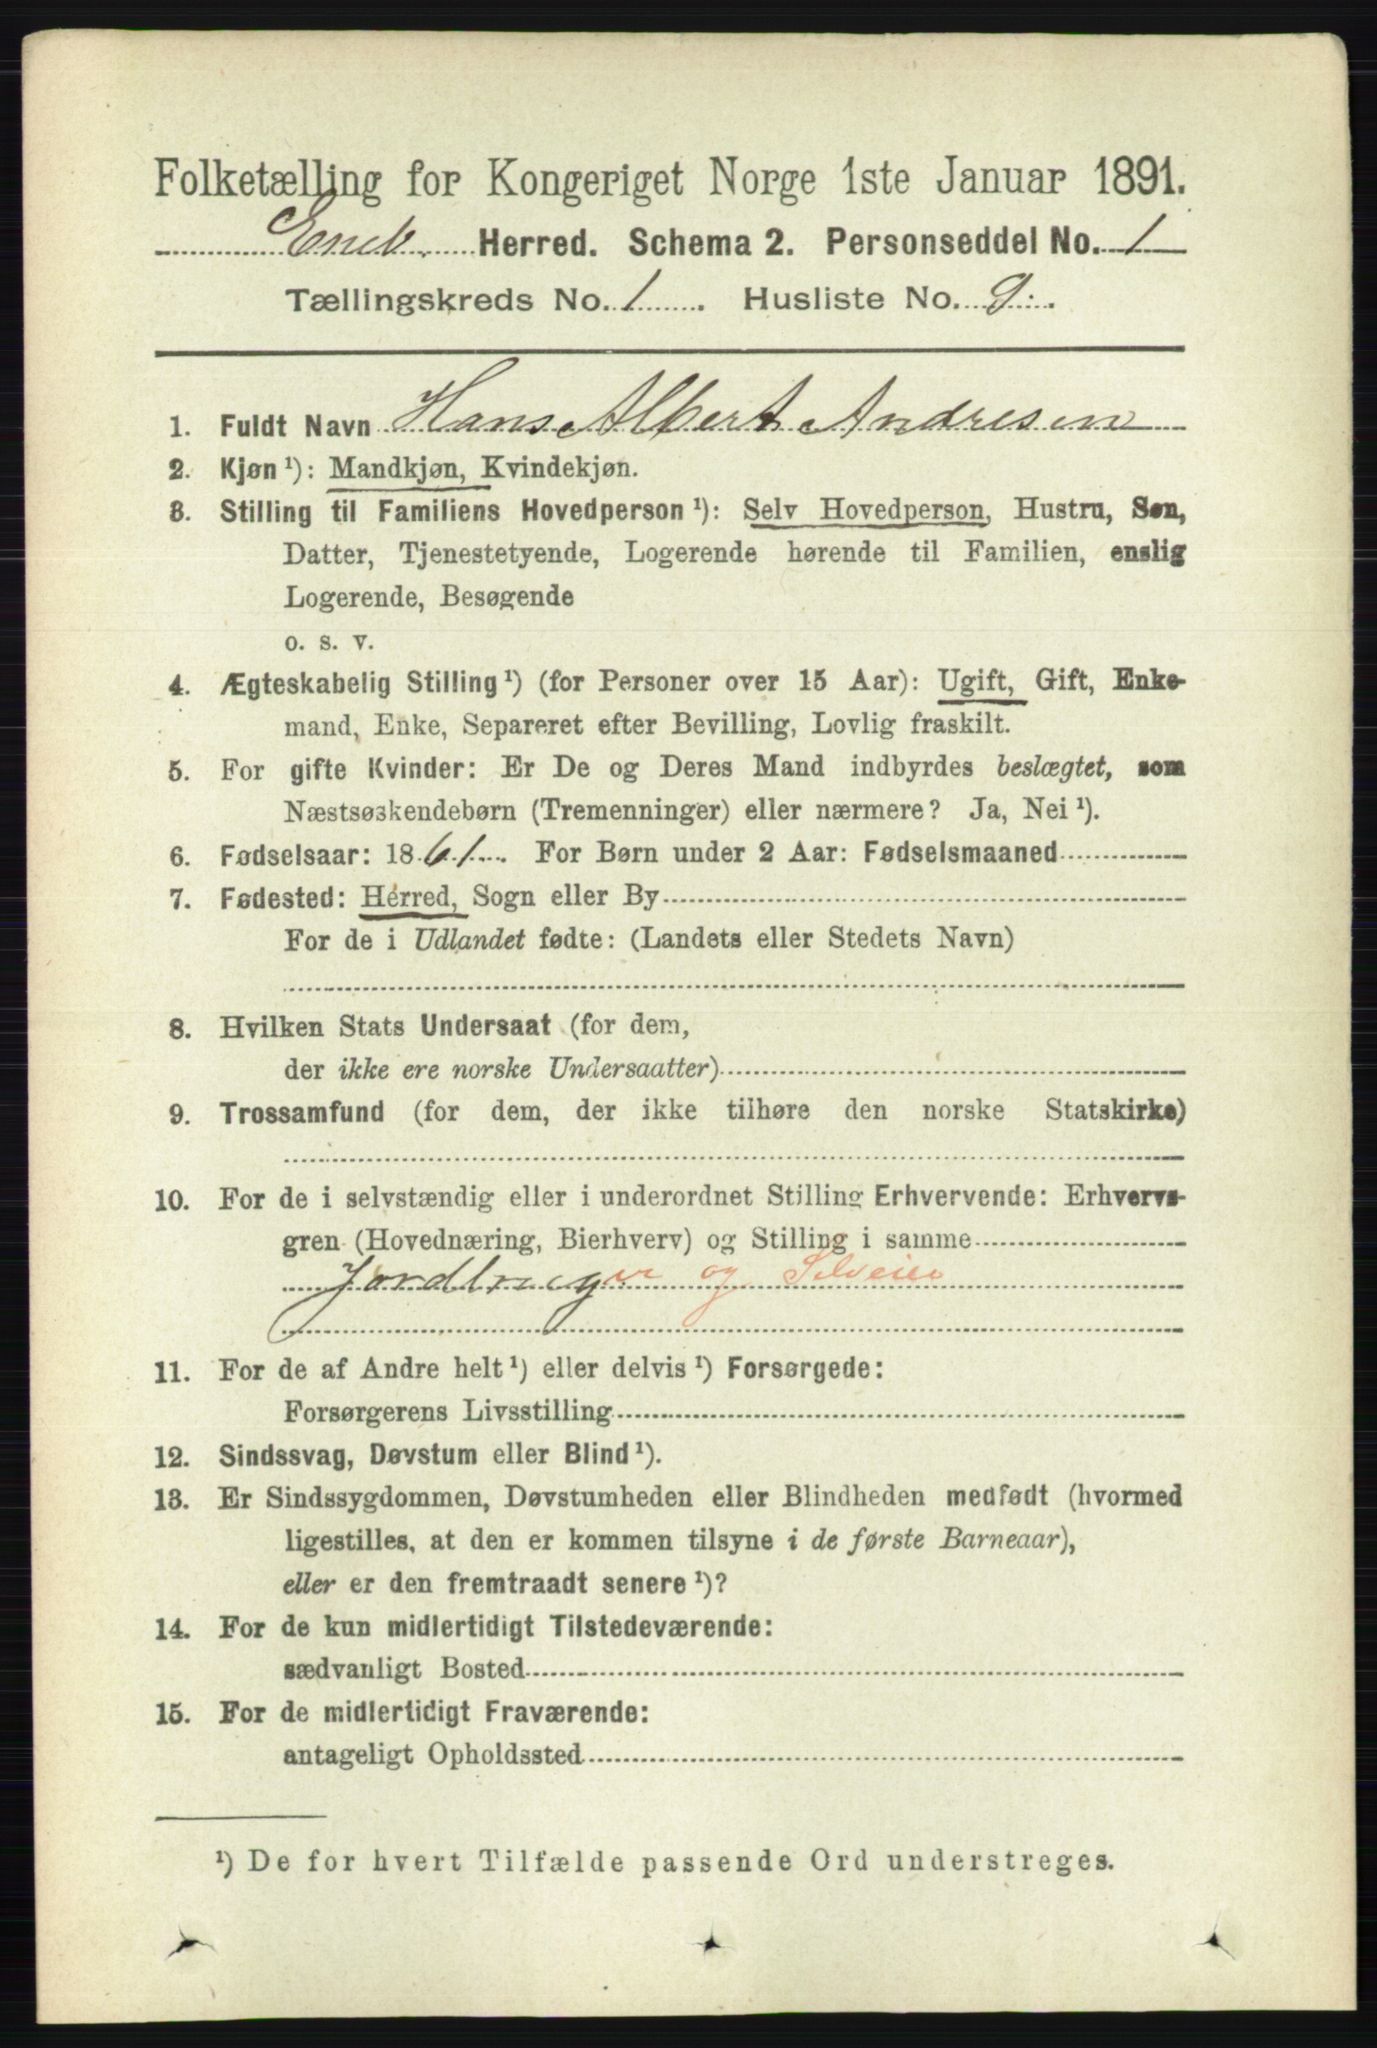 Folketælling for Kongeriget Norge 1ste Januar 1891.
Eneb. Herred. Schema 2. Personseddel No. 1
Tællingskreds No. 1. Husliste No. 9.
1. Fuldt Navn Hans Albert Andresen
2. Kjøn ¹): Mandkjøn, Kvindekjøn.
3. Stilling til Familiens Hovedperson ¹): Selv Hovedperson, Hustru, Søn,
Datter, Tjenestetyende, Logerende hørende til Familien, enslig
Logerende, Besøgende
o. s. v.
4. Ægteskabelig Stilling ¹) (for Personer over 15 Aar): Ugift, Gift, Enke-
mand, Enke, Separeret efter Bevilling, Lovlig fraskilt.
5. For gifte Kvinder: Er De og Deres Mand indbyrdes beslægtet, som
Næstsøskendebørn (Tremenninger) eller nærmere? Ja, Nei ¹).
6. Fødselsaar: 1861. For Børn under 2 Aar: Fødselsmaaned
7. Fødested: Herred, Sogn eller By
For de i Udlandet fødte: (Landets eller Stedets Navn)
8. Hvilken Stats Undersaat (for dem,
der ikke ere norske Undersaatter)
9. Trossamfund (for dem, der ikke tilhøre den norske Statskirke)
10. For de i selvstændig eller i underordnet Stilling Erhvervende: Erhvervs-
gren (Hovednæring, Bierhverv) og Stilling i samme
Jordbruger og Selveier
11. For de af Andre helt ¹) eller delvis ¹) Forsørgede:
Forsørgerens Livsstilling
12. Sindssvag, Døvstum eller Blind ¹).
13. Er Sindssygdommen, Døvstumheden eller Blindheden medfødt (hvormed
ligestilles, at den er kommen tilsyne i de første Barneaar),
eller er den fremtraadt senere ¹)?
14. For de kun midlertidigt Tilstedeværende:
sædvanligt Bosted
15. For de midlertidigt Fraværende:
antageligt Opholdssted
¹) De for hvert Tilfælde passende Ord understreges.